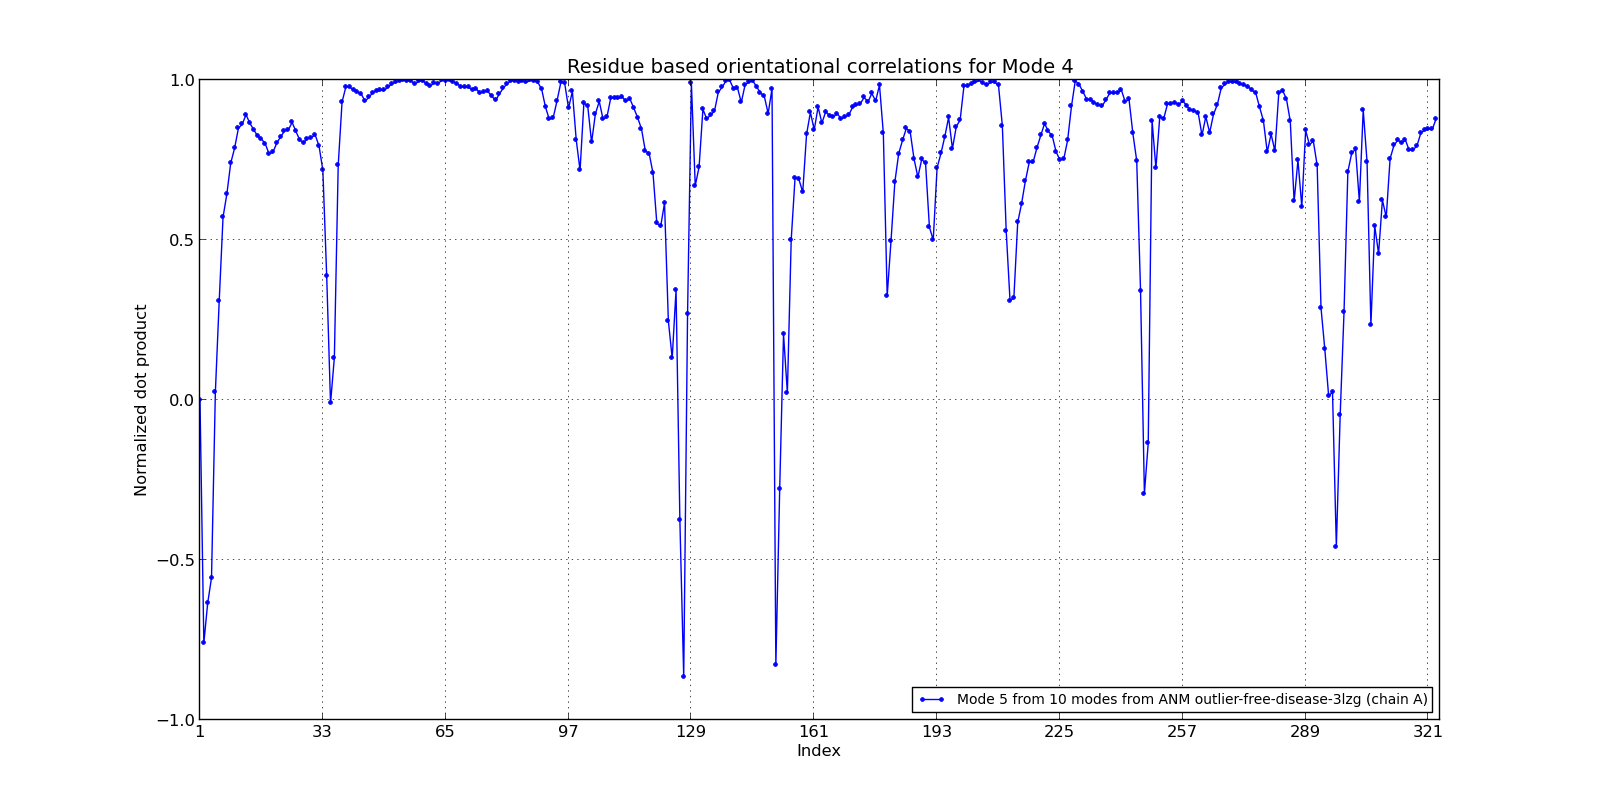 Residue based orientational correlations for Mode 4
1.0
0.5
0.0
−0.5
−1.0
Normalized dot product
Mode 5 from 10 modes from ANM outlier-free-disease-3lzg (chain A)
1 33 65 97 129 161 193 225 257 289 321
Index